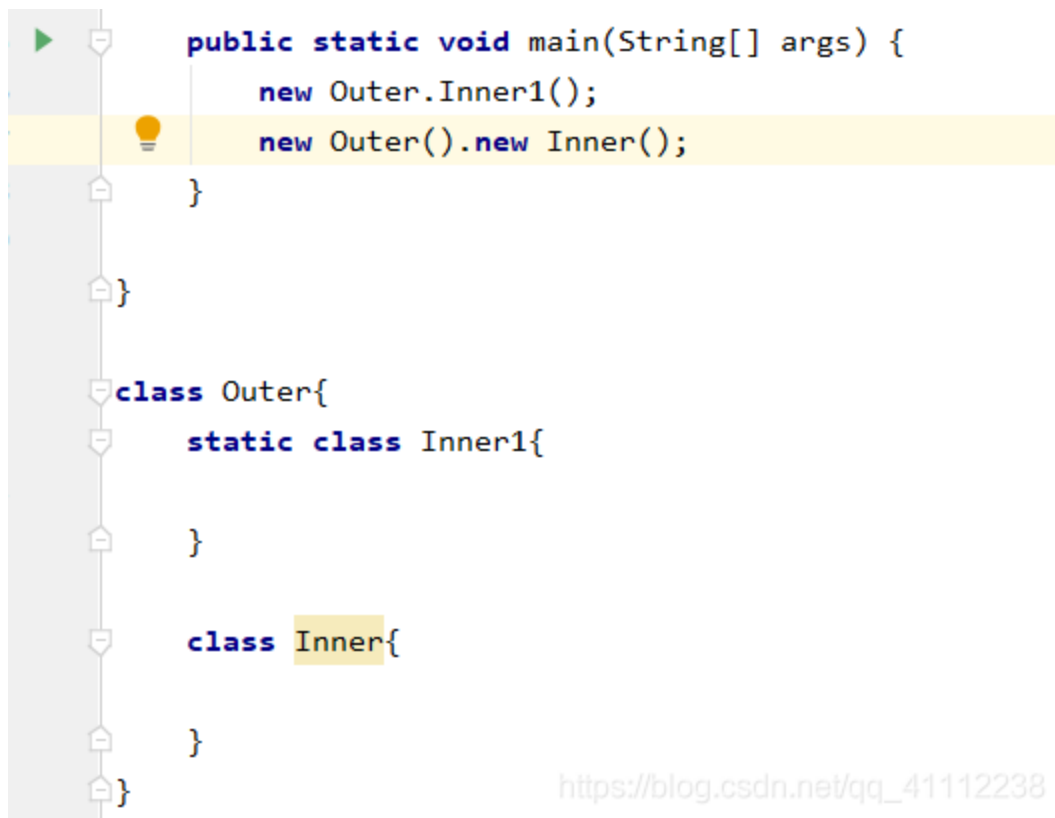 public static void main(String[] args) {
new Outer.Inner1();
new Outer().new Inner();
}
}
class Outer{
static class Inner1{
}
class Inner{
}
}
https://blog.csdn.net/qq_41112238